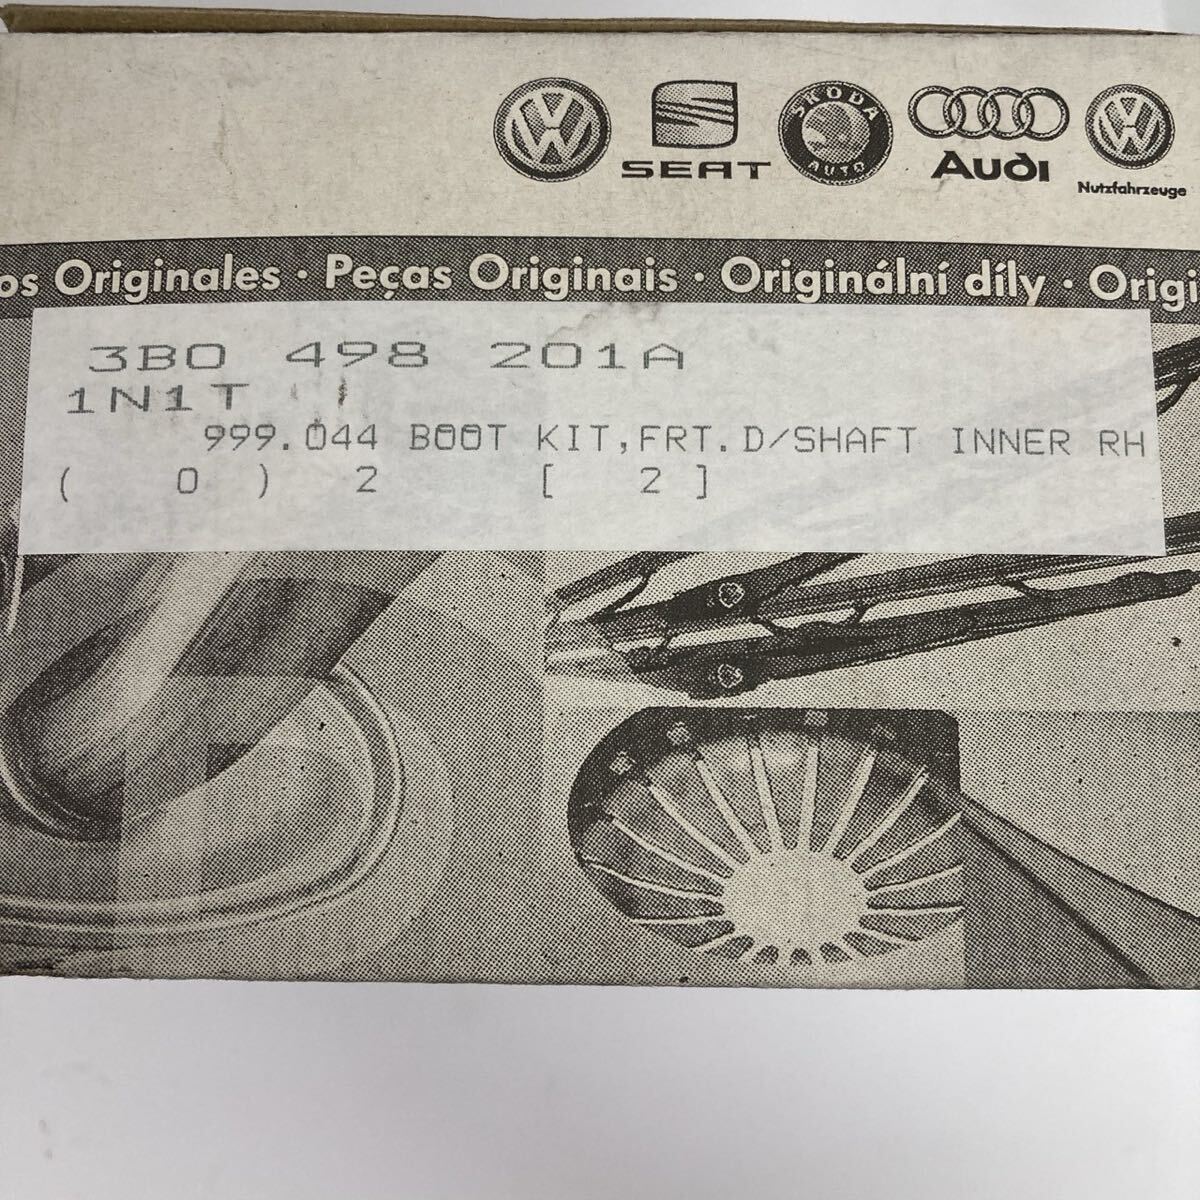 SEAT
ŠKODA
AUTO
Audi
Nutzfahrzeuge
os Originales · Peças Originais · Originální díly · Origi
3B0 498 201A
1N1T
999.044 BOOT KIT,FRT.D/SHAFT INNER RH
( 0 ) 2 [ 2 ]